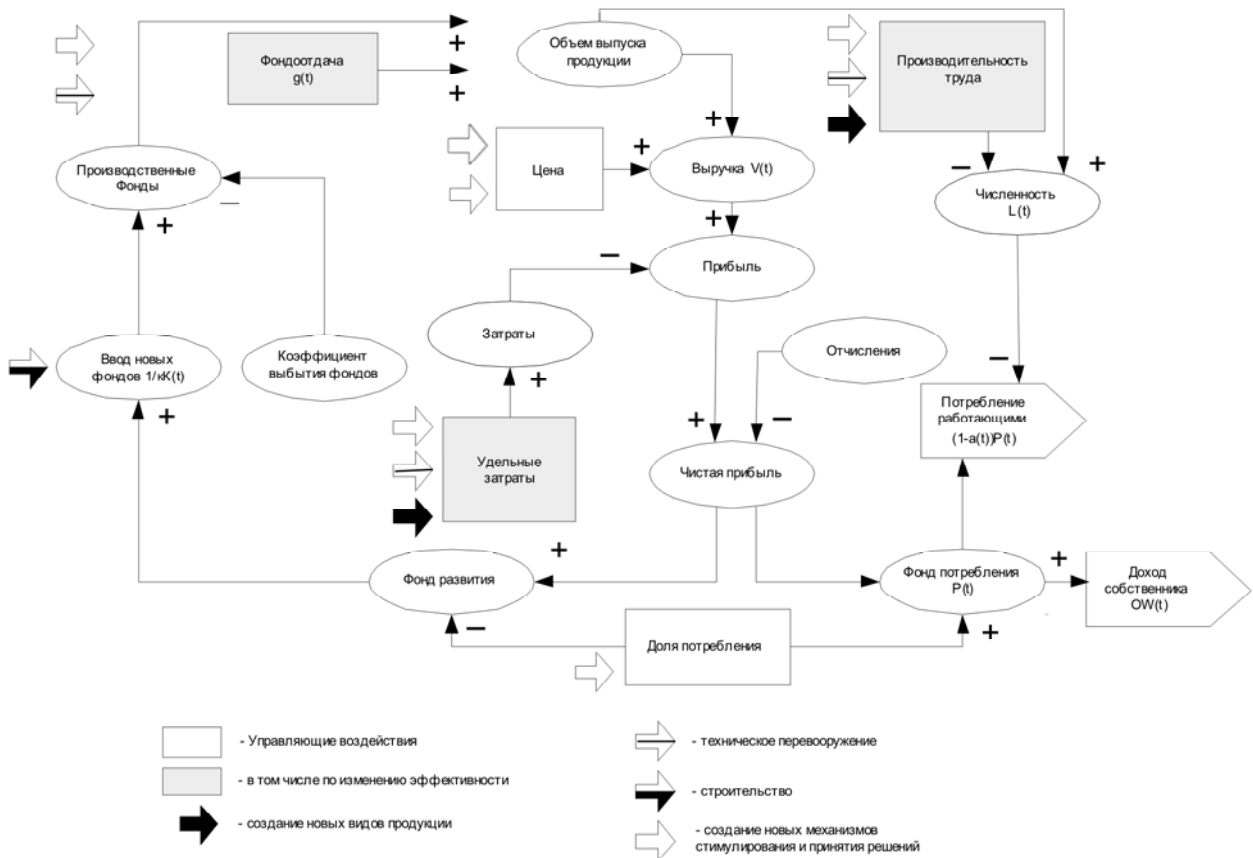 Фондоотдача
g(t)
+
+
Объем выпуска
продукции
Производительность
труда
Производственные
Фонды
–
+
Цена
+
+
Выручка V(t)
+
–
+
Численность
L(t)
–
Прибыль
Затраты
+
Ввод новых
фондов 1/кK(t)
+
Коэффициент
выбытия фондов
Отчисления
–
Потребление
работающими
(1-a(t))P(t)
Удельные
затраты
+
–
Чистая прибыль
+
Фонд развития
–
Фонд потребления
P(t)
+
+
Доход
собственника
OW(t)
Доля потребления
- Управляющие воздействия
- в том числе по изменению эффективности
- создание новых видов продукции
- техническое перевооружение
- строительство
- создание новых механизмов
стимулирования и принятия решений